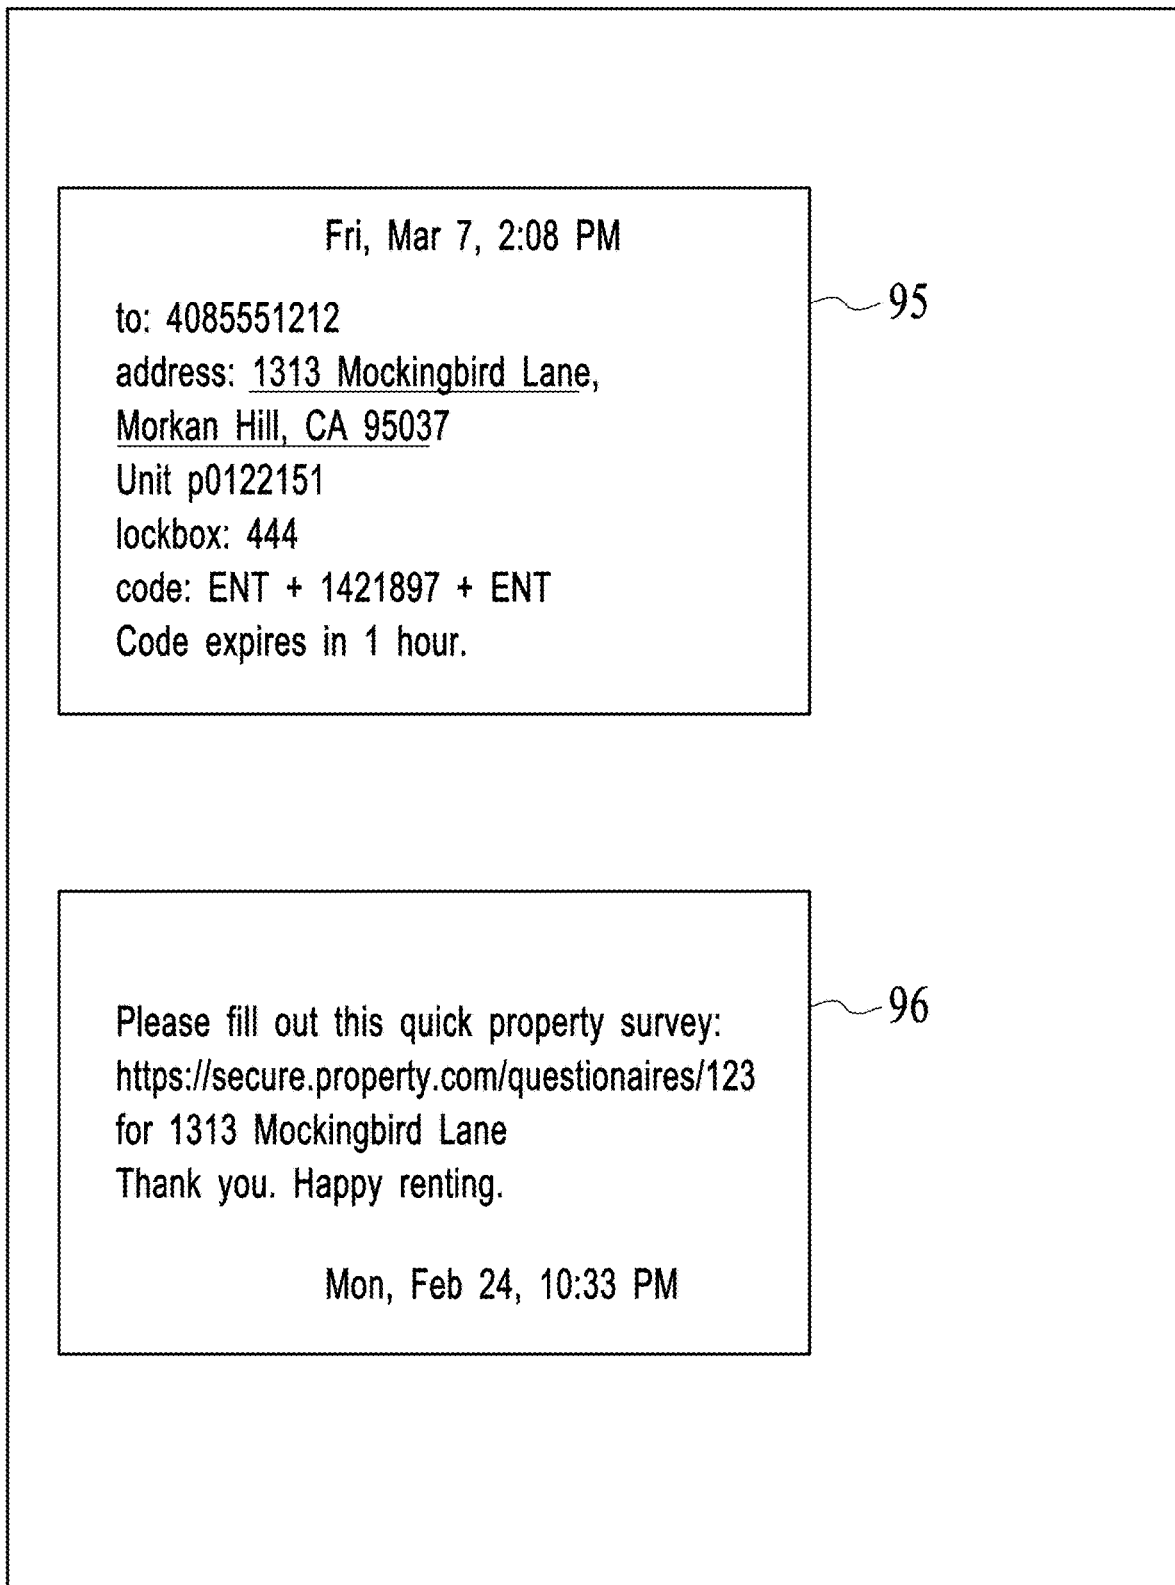 Fri, Mar 7, 2:08 PM
to: 4085551212
address: 1313 Mockingbird Lane,
Morkan Hill, CA 95037
Unit p0122151
lockbox: 444
code: ENT + 1421897 + ENT
Code expires in 1 hour.
95
Please fill out this quick property survey:
https://secure.property.com/questionaires/123
for 1313 Mockingbird Lane
Thank you. Happy renting.
Mon, Feb 24, 10:33 PM
96